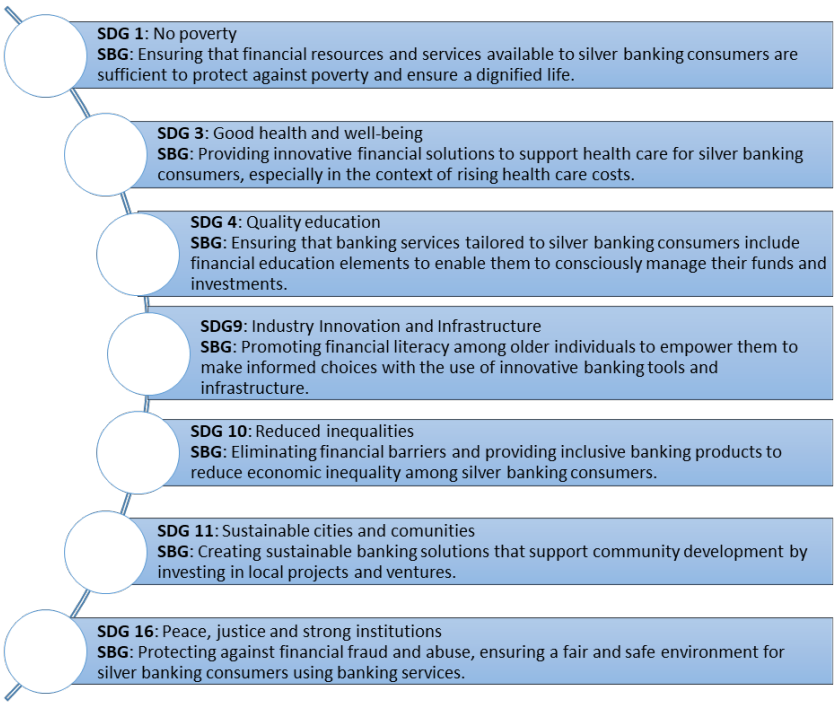 SDG 1: No poverty
SBG: Ensuring that financial resources and services available to silver banking consumers are
sufficient to protect against poverty and ensure a dignified life.
SDG 3: Good health and well-being
SBG: Providing innovative financial solutions to support health care for silver banking
consumers, especially in the context of rising health care costs.
SDG 4: Quality education
SBG: Ensuring that banking services tailored to silver banking consumers include
financial education elements to enable them to consciously manage their funds and
investments.
SDG9: Industry Innovation and Infrastructure
SBG: Promoting financial literacy among older individuals to empower them to
make informed choices with the use of innovative banking tools and
infrastructure.
SDG 10: Reduced inequalities
SBG: Eliminating financial barriers and providing inclusive banking products to
reduce economic inequality among silver banking consumers.
SDG 11: Sustainable cities and comunities
SBG: Creating sustainable banking solutions that support community development by
investing in local projects and ventures.
SDG 16: Peace, justice and strong institutions
SBG: Protecting against financial fraud and abuse, ensuring a fair and safe environment for
silver banking consumers using banking services.